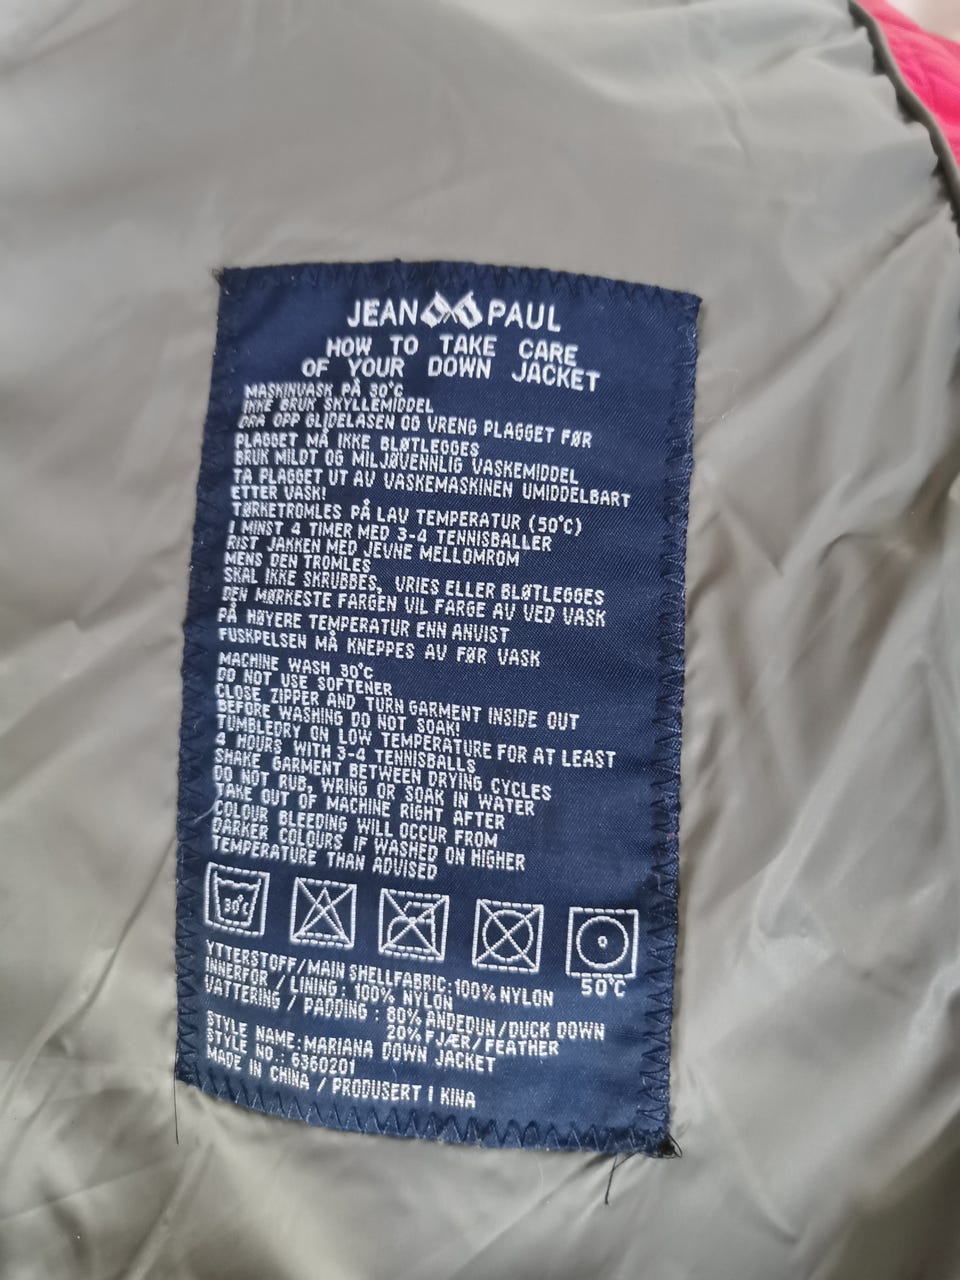 JEAN PAUL
HOW TO TAKE CARE
OF YOUR DOWN JACKET
MASKINVASK PÅ 30°C
IKKE BRUK SKYLLEMIDDEL
DRA OPP GLIDELÅSEN OG VRENG PLAGGET FØR
PLAGGET MÅ IKKE BLØTLEGGES
BRUK MILDT OG MILJØVENNLIG VASKEMIDDEL
TA PLAGGET UT AV VASKEMASKINEN UMIDDELBART
ETTER VASK!
TØRKETROMLES PÅ LAV TEMPERATUR (50°C)
I MINST 4 TIMER MED 3-4 TENNISBALLER
RIST JAKKEN MED JEVNE MELLOMROM
MENS DEN TROMLES
SKAL IKKE SKRUBBES, VRIES ELLER BLØTLEGGES
DEN MØRKESTE FARGEN VIL FARGE AV VED VASK
PÅ HØYERE TEMPERATUR ENN ANVIST
FUSKPELSEN MÅ KNEPPES AV FØR VASK
MACHINE WASH 30°C
DO NOT USE SOFTENER
CLOSE ZIPPER AND TURN GARMENT INSIDE OUT
BEFORE WASHING DO NOT SOAK!
TUMBLEDRY ON LOW TEMPERATURE FOR AT LEAST
4 HOURS WITH 3-4 TENNISBALLS
SHAKE GARMENT BETWEEN DRYING CYCLES
DO NOT RUB, WRING OR SOAK IN WATER
TAKE OUT OF MACHINE RIGHT AFTER
COLOUR BLEEDING WILL OCCUR FROM
DARKER COLOURS IF WASHED ON HIGHER
TEMPERATURE THAN ADVISED
30°C
50°C
YTTERSTOFF/MAIN SHELLFABRIC: 100% NYLON
INNERFOR / LINING : 100% NYLON
VATTERING / PADDING : 80% ANDEDUN/DUCK DOWN
20% FJÆR/FEATHER
STYLE NAME: MARIANA DOWN JACKET
STYLE NO.: 6360201
MADE IN CHINA / PRODUSERT I KINA